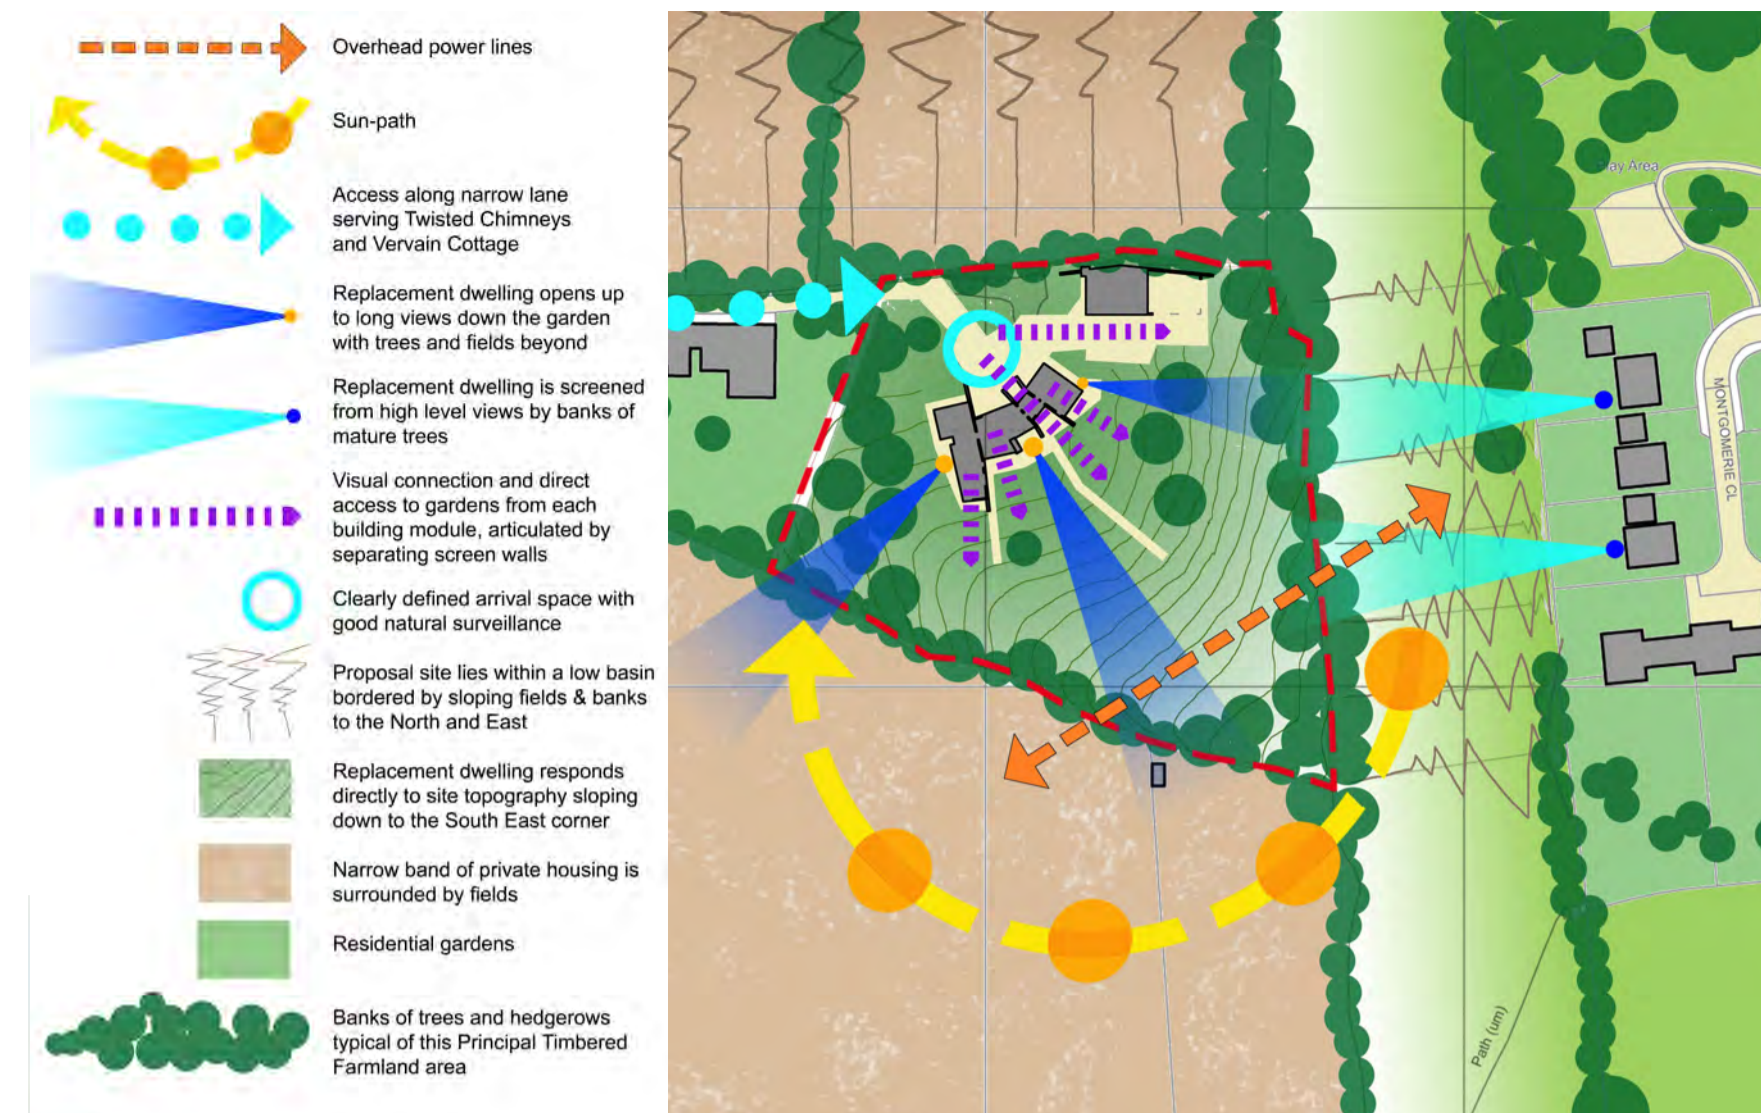 Overhead power lines
Sun-path
Access along narrow lane
serving Twisted Chimneys
and Vervain Cottage
Replacement dwelling opens up
to long views down the garden
with trees and fields beyond
Replacement dwelling is screened
from high level views by banks of
mature trees
Visual connection and direct
access to gardens from each
building module, articulated by
separating screen walls
Clearly defined arrival space with
good natural surveillance
Proposal site lies within a low basin
bordered by sloping fields & banks
to the North and East
Replacement dwelling responds
directly to site topography sloping
down to the South East corner
Narrow band of private housing is
surrounded by fields
Residential gardens
Banks of trees and hedgerows
typical of this Principal Timbered
Farmland area
Area
MONTGOMERIE CL
Path (um)